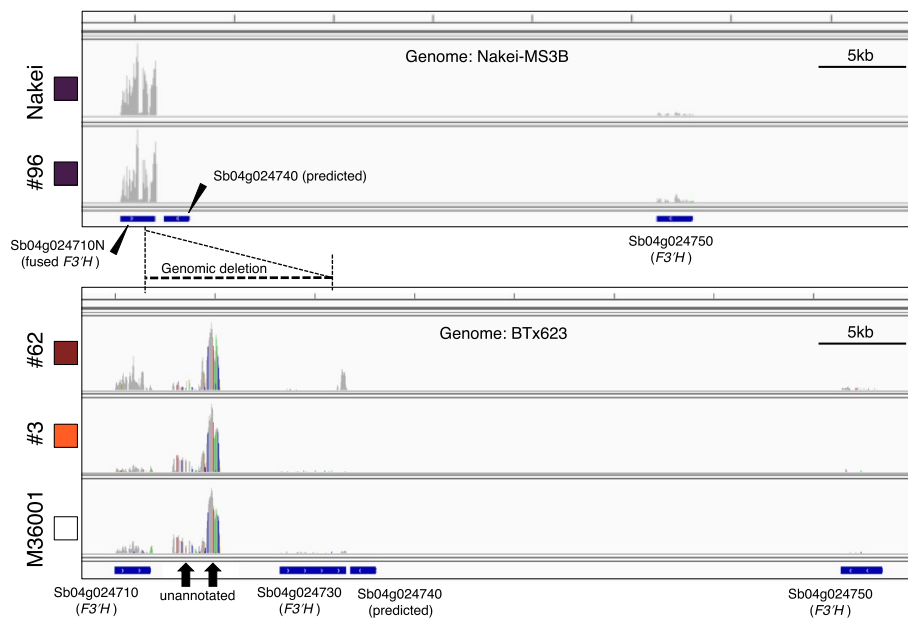 Genome: Nakei-MS3B
5kb
Nakei
#96
Sb04g024740 (predicted)
Sb04g024710N
(fused F3'H )
Sb04g024750
(F3'H )
Genomic deletion
Genome: BTx623
5kb
#62
#3
M36001
Sb04g024710
(F3'H )
unannotated
Sb04g024730
(F3'H )
Sb04g024740
(predicted)
Sb04g024750
(F3'H )